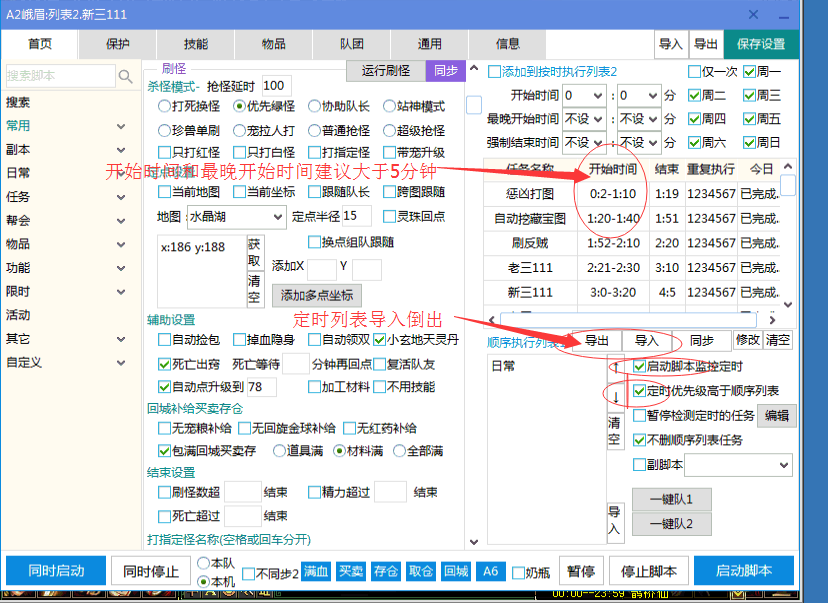 A2峨眉:列表2.新三111
首页 保护 技能 物品 队团 通用 信息 导入 导出 保存设置
搜索脚本
搜索
常用
副本
日常
任务
帮会
物品
功能
限时
活动
其它
自定义
刷怪 运行刷怪 同步
杀怪模式- 抢怪延时 100
打死换怪 优先绿怪 协助队长 站神模式
珍兽单刷 宠拉人打 普通抢怪 超级抢怪
只打红怪 只打白怪 打指定怪 带宠升级
开始时间和最晚开始时间建议大于5分钟
当前地图 当前坐标 跟随队长 跨图跟随
地图: 水晶湖 定点半径 15 灵珠回点
x:186 y:188
获取
清空
换点组队跟随
添加X Y
添加多点坐标
定时列表导入倒出
辅助设置
自动捡包 掉血隐身 自动领双 小玄地天灵丹
死亡出窍 死亡等待 分钟再回点 复活队友
自动点升级到 78 加工材料 不用技能
回城补给买卖存仓
无宠粮补给 无回旋金球补给 无红药补给
包满回城买卖存 道具满 材料满 全部满
结束设置
刷怪数超 结束 精力超过 结束
死亡超过 结束
打指定怪名称(空格或回车分开)
添加到按时执行列表2 仅一次 周一
开始时间 0 : 0 分 周二 周三
最晚开始时间 不设 : 不设 分 周四 周五
强制结束时间 不设 : 不设 分 周六 周日
任务名称 开始时间 结束 重复执行 今日
惩凶打图 0:2-1:10 1:19 1234567 已完成.
自动挖藏宝图 1:20-1:40 1:51 1234567 已完成.
刷反贼 1:52-2:10 2:20 1234567 已完成.
老三111 2:21-2:30 3:10 1234567 已完成.
新三111 3:0-3:20 4:5 1234567 已完成.
顺序执行列表 导出 导入 同步 修改 清空
日常
↑
↓
清空
导入
启动脚本监控定时
定时优先级高于顺序列表
暂停检测定时的任务 编辑
不删顺序列表任务
副脚本
一键队1
一键队2
同时启动 同时停止 本队 本机 不同步2 满血 买卖 存仓 取仓 回城 A6 奶瓶 暂停 停止脚本 启动脚本
00:00--23:59 鹊桥仙